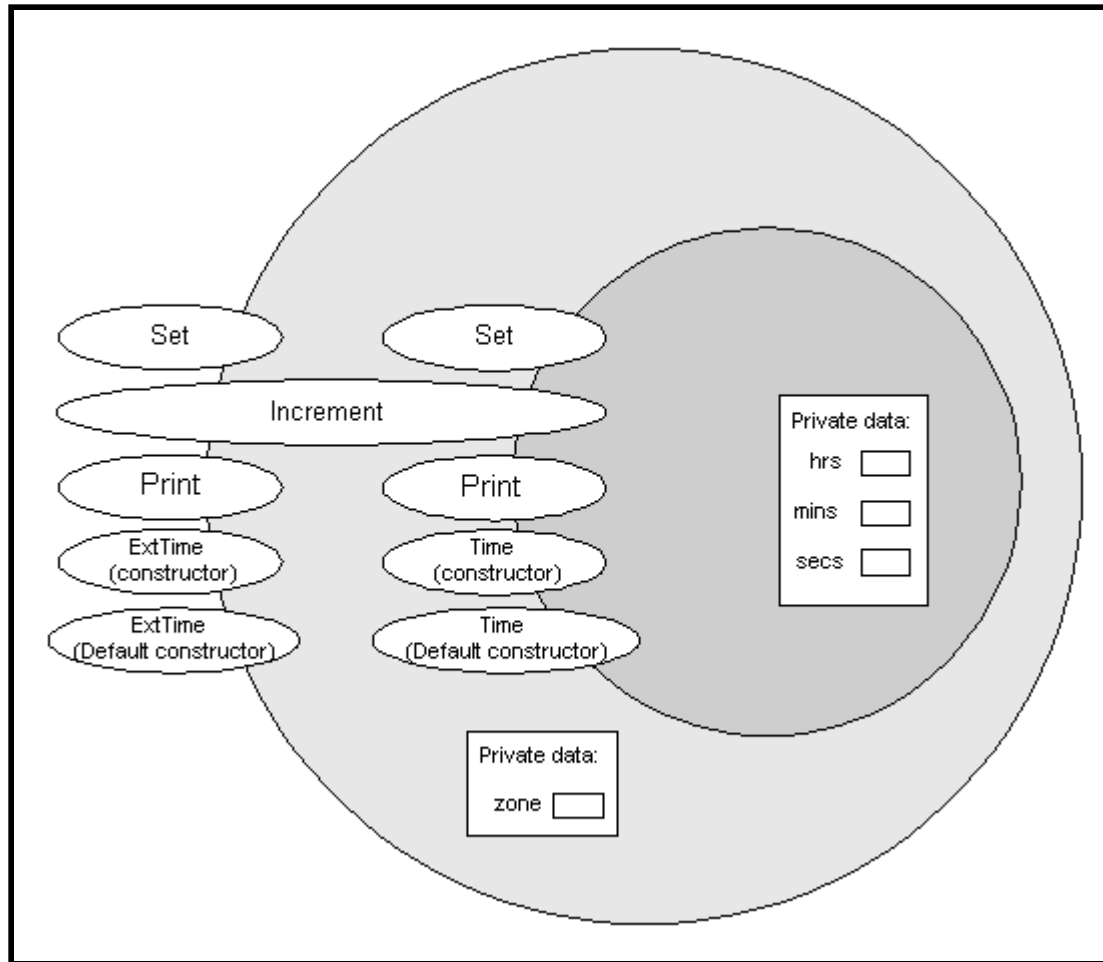 Set
Set
Increment
Print
Print
ExtTime
(constructor)
Time
(constructor)
ExtTime
(Default constructor)
Time
(Default constructor)
Private data:
hrs
mins
secs
Private data:
zone